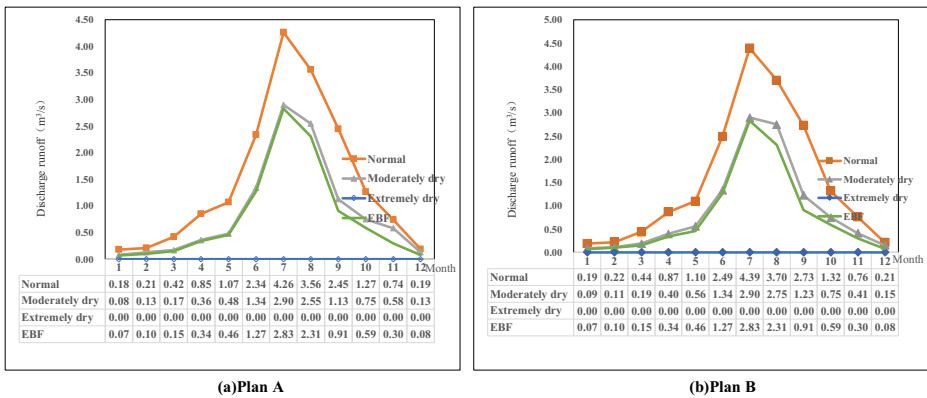 4.50
4.00
3.50
3.00
2.50
2.00
1.50
1.00
0.50
0.00
Discharge runoff（m³/s）
Normal
Moderately dry
Extremely dry
EBF
1 2 3 4 5 6 7 8 9 10 11 12 Month
Normal 0.18 0.21 0.42 0.85 1.07 2.34 4.26 3.56 2.45 1.27 0.74 0.19
Moderately dry 0.08 0.13 0.17 0.36 0.48 1.34 2.90 2.55 1.13 0.75 0.58 0.13
Extremely dry 0.00 0.00 0.00 0.00 0.00 0.00 0.00 0.00 0.00 0.00 0.00 0.00
EBF 0.07 0.10 0.15 0.34 0.46 1.27 2.83 2.31 0.91 0.59 0.30 0.08
(a)Plan A
5.00
4.50
4.00
3.50
3.00
2.50
2.00
1.50
1.00
0.50
0.00
Discharge runoff（m³/s）
Normal
Moderately dry
Extremely dry
EBF
1 2 3 4 5 6 7 8 9 10 11 12 Month
Normal 0.19 0.22 0.44 0.87 1.10 2.49 4.39 3.70 2.73 1.32 0.76 0.21
Moderately dry 0.09 0.11 0.19 0.40 0.56 1.34 2.90 2.75 1.23 0.75 0.41 0.15
Extremely dry 0.00 0.00 0.00 0.00 0.00 0.00 0.00 0.00 0.00 0.00 0.00 0.00
EBF 0.07 0.10 0.15 0.34 0.46 1.27 2.83 2.31 0.91 0.59 0.30 0.08
(b)Plan B